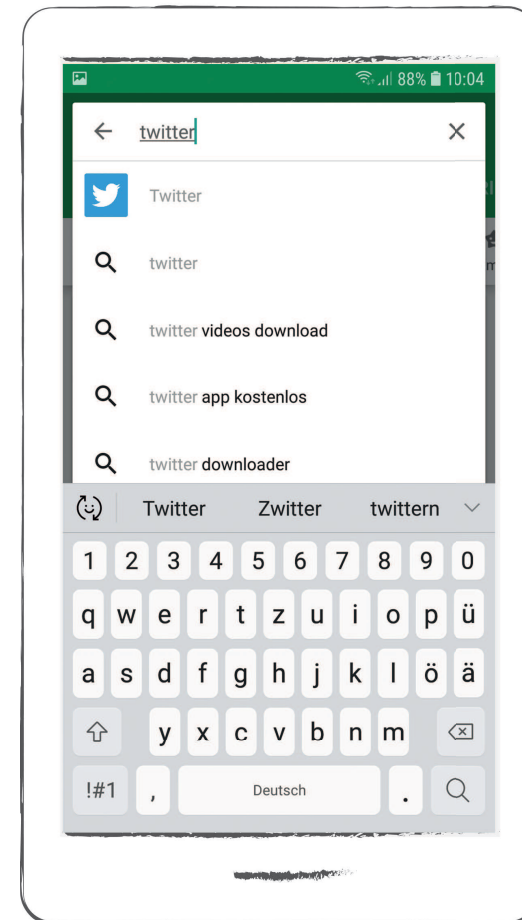 88% 10:04
twitter
Twitter
twitter
twitter videos download
twitter app kostenlos
twitter downloader
Twitter Zwitter twittern
1 2 3 4 5 6 7 8 9 0
q w e r t z u i o p ü
a s d f g h j k l ö ä
y x c v b n m
!#1 , Deutsch .